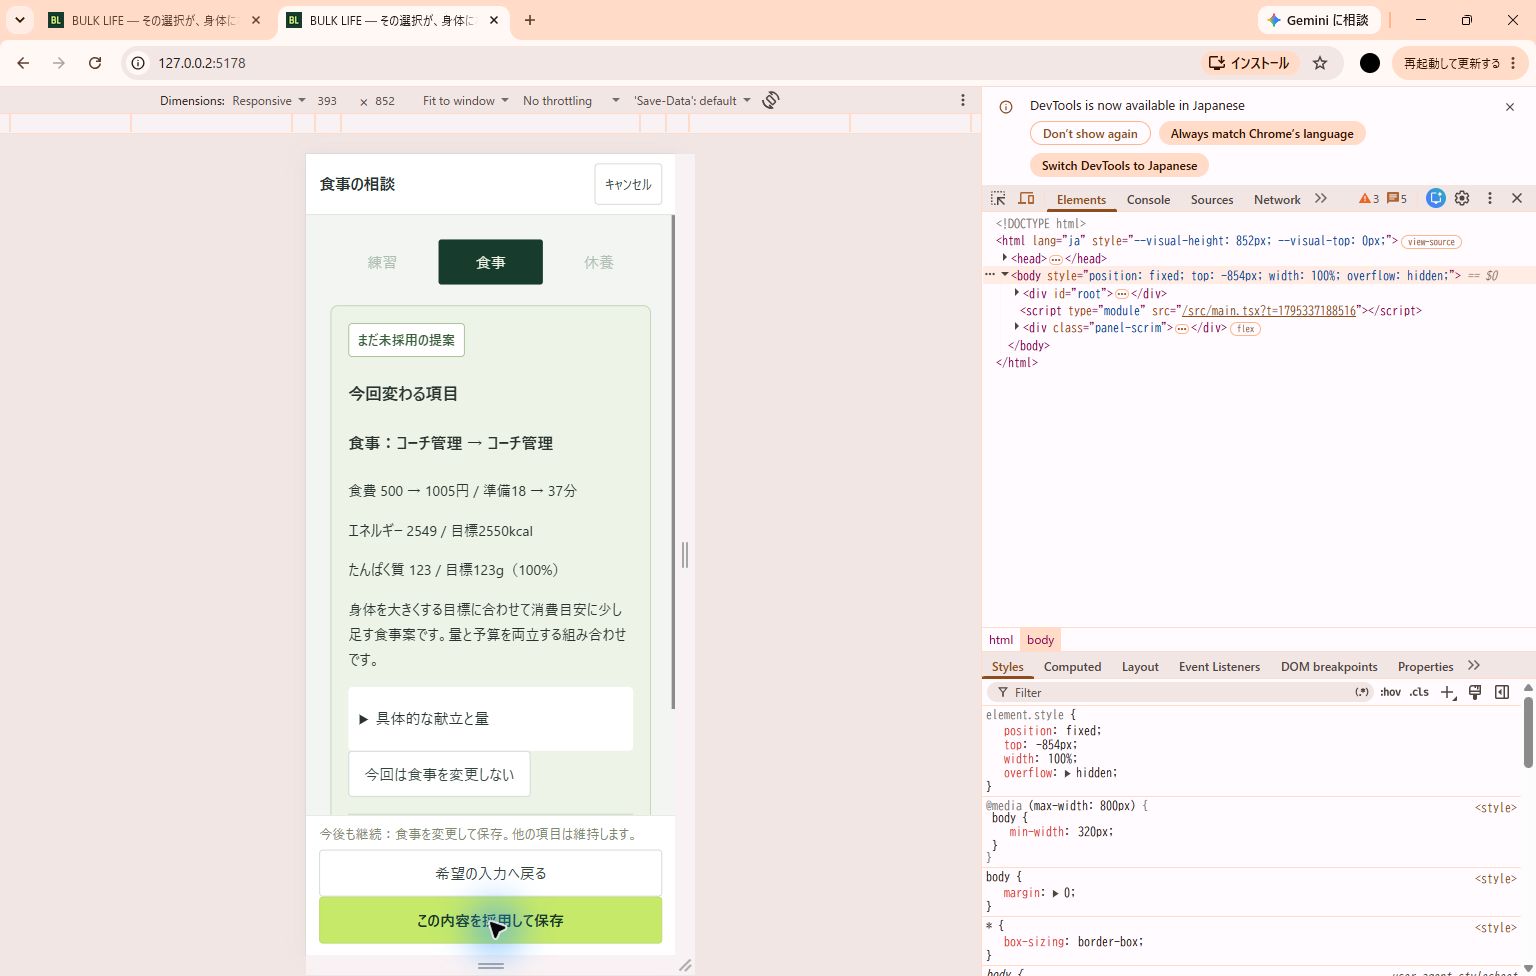 BULK LIFE — その選択が、身体に
BULK LIFE — その選択が、身体に
Gemini に相談
127.0.0.2:5178
インストール
再起動して更新する
Dimensions: Responsive 393 × 852 Fit to window No throttling 'Save-Data': default
食事の相談
キャンセル
練習 食事 休養
まだ未採用の提案
今回変わる項目
食事：コーチ管理 → コーチ管理
食費 500 → 1005円 / 準備18 → 37分
エネルギー 2549 / 目標2550kcal
たんぱく質 123 / 目標123g（100%）
身体を大きくする目標に合わせて消費目安に少し
足す食事案です。量と予算を両立する組み合わせ
です。
▶ 具体的な献立と量
今回は食事を変更しない
今後も継続：食事を変更して保存。他の項目は維持します。
希望の入力へ戻る
この内容を採用して保存
DevTools is now available in Japanese
Don't show again
Always match Chrome's language
Switch DevTools to Japanese
Elements Console Sources Network 3 5
<!DOCTYPE html>
<html lang="ja" style="--visual-height: 852px; --visual-top: 0px;"> view-source
<head>…</head>
<body style="position: fixed; top: -854px; width: 100%; overflow: hidden;"> == $0
<div id="root">…</div>
<script type="module" src="/src/main.tsx?t=1795337188516"></script>
<div class="panel-scrim">…</div> flex
</body>
</html>
html body
Styles Computed Layout Event Listeners DOM breakpoints Properties
Filter (.*) :hov .cls
element.style {
position: fixed;
top: -854px;
width: 100%;
overflow: ▶ hidden;
}
@media (max-width: 800px) {
<style>
body {
min-width: 320px;
}
}
body {
<style>
margin: ▶ 0;
}
* {
<style>
box-sizing: border-box;
}
body {
user agent stylesheet